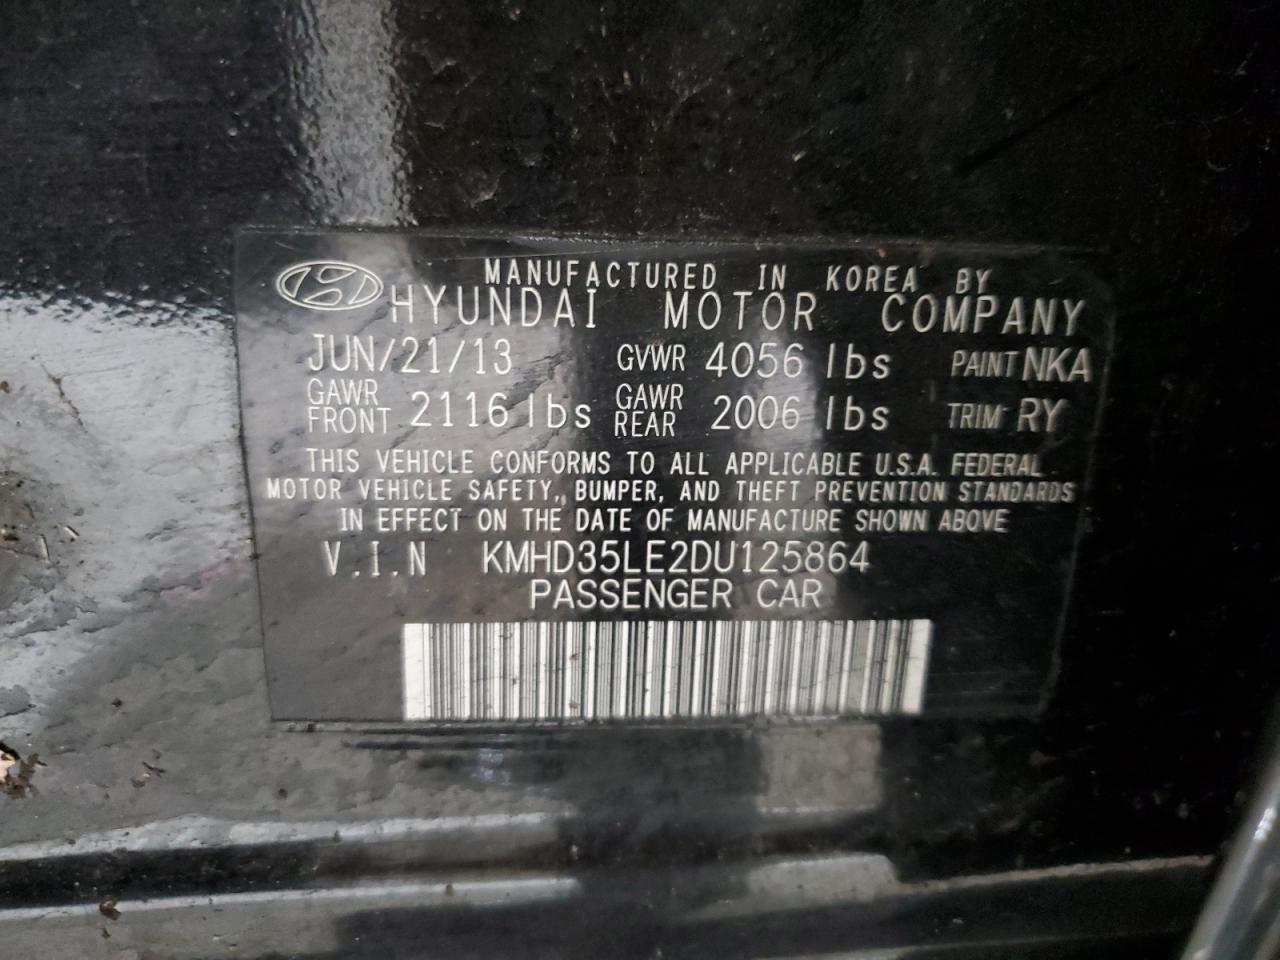 MANUFACTURED IN KOREA BY
HYUNDAI MOTOR COMPANY
JUN/21/13 GVWR 4056 lbs PAINT NKA
GAWR FRONT 2116 lbs GAWR REAR 2006 lbs TRIM RY
THIS VEHICLE CONFORMS TO ALL APPLICABLE U.S.A. FEDERAL
MOTOR VEHICLE SAFETY, BUMPER, AND THEFT PREVENTION STANDARDS
IN EFFECT ON THE DATE OF MANUFACTURE SHOWN ABOVE
V.I.N KMHD35LE2DU125864
PASSENGER CAR